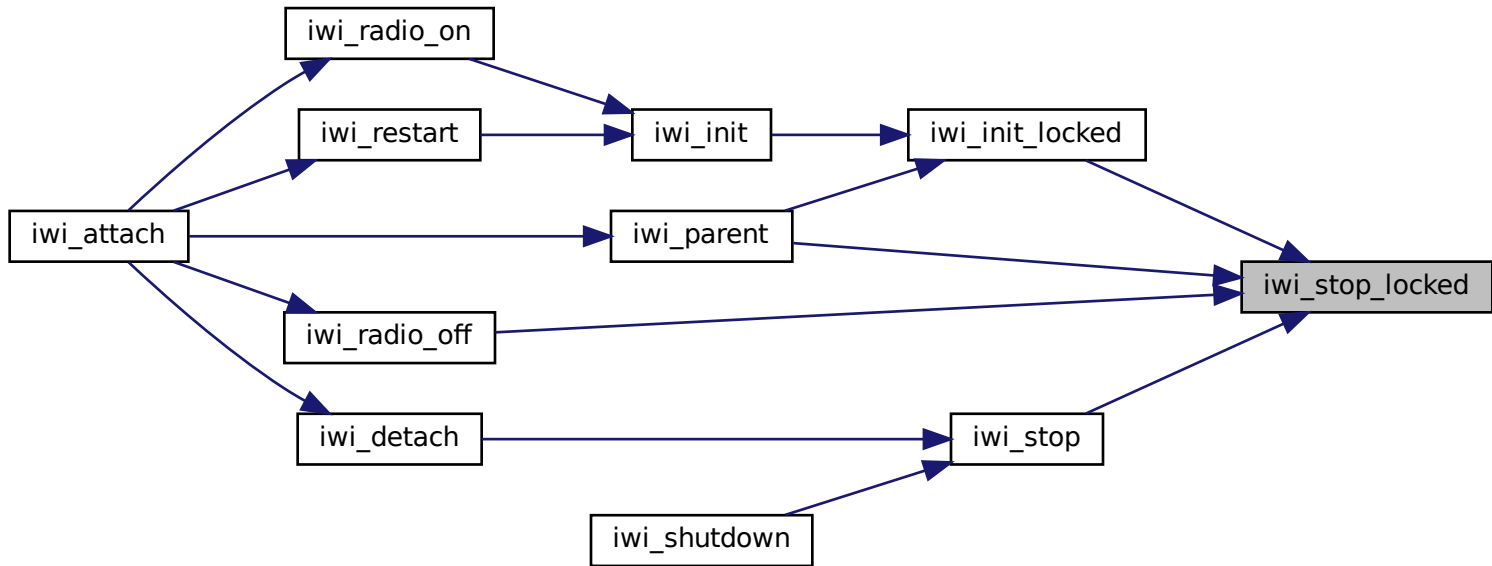 iwi_radio_on
iwi_restart
iwi_init
iwi_init_locked
iwi_attach
iwi_parent
iwi_stop_locked
iwi_radio_off
iwi_detach
iwi_stop
iwi_shutdown